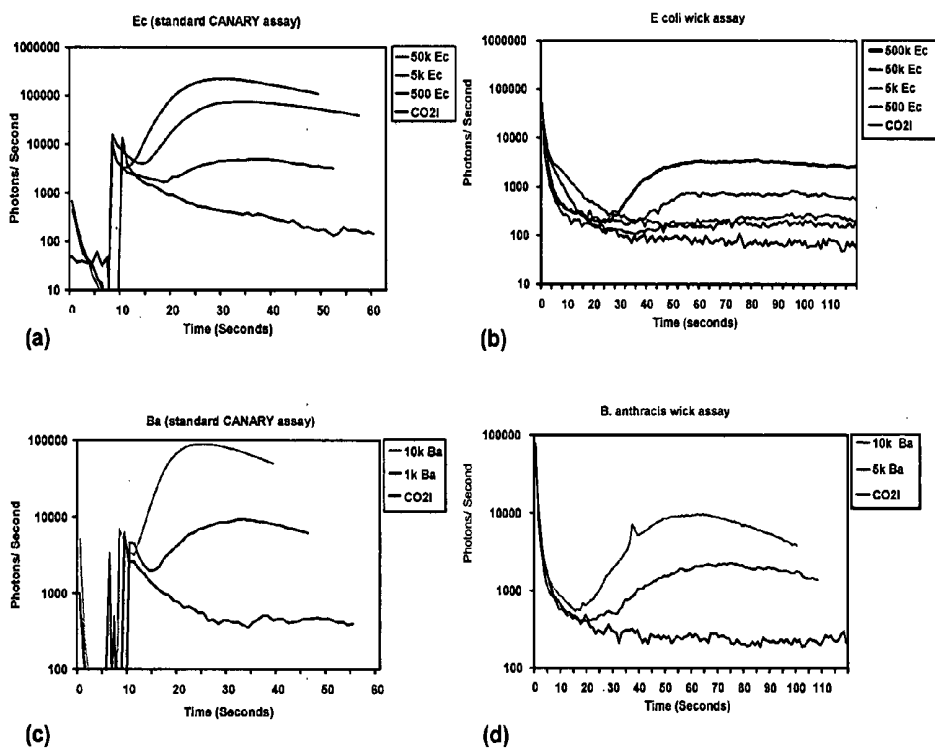 Ec (standard CANARY assay)
1000000
100000
10000
1000
100
10
Photons/ Second
0 10 20 30 40 50 60
Time (Seconds)
50k Ec
5k Ec
500 Ec
CO2I
(a)
E coli wick assay
1000000
100000
10000
1000
100
10
Photons/ Second
0 10 20 30 40 50 60 70 80 90 100 110
Time (seconds)
500k Ec
50k Ec
5k Ec
500 Ec
CO2I
(b)
Ba (standard CANARY assay)
100000
10000
1000
100
Photons/ Second
0 10 20 30 40 50 60
Time (Seconds)
10k Ba
1k Ba
CO2I
(c)
B. anthracis wick assay
100000
10000
1000
100
Photons/ Second
0 10 20 30 40 50 60 70 80 90 100 110
Time (Seconds)
10k Ba
5k Ba
CO2I
(d)